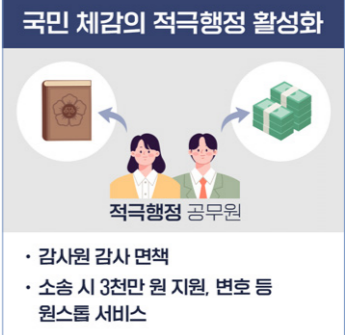 국민 체감의 적극행정 활성화
적극행정 공무원
· 감사원 감사 면책
· 소송 시 3천만 원 지원, 변호 등
원스톱 서비스